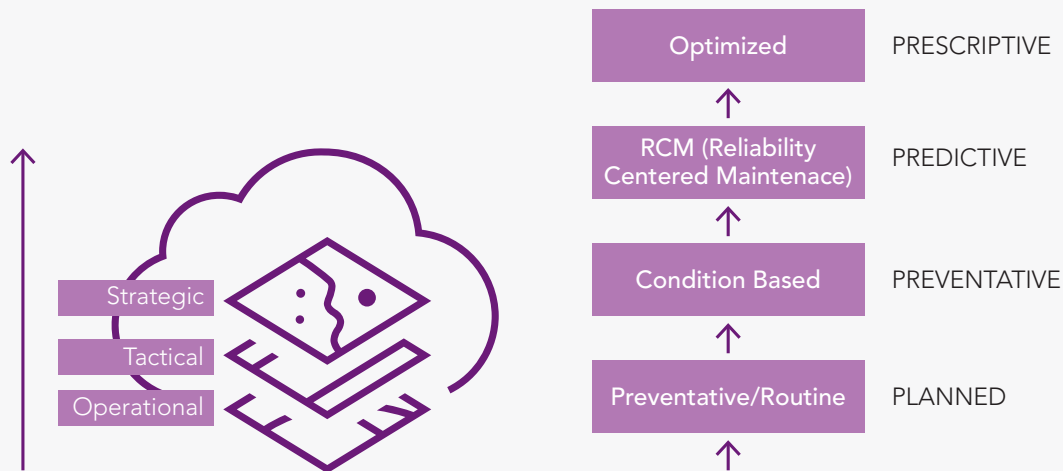 Strategic
Tactical
Operational
Optimized
PRESCRIPTIVE
RCM (Reliability
Centered Maintenace)
PREDICTIVE
Condition Based
PREVENTATIVE
Preventative/Routine
PLANNED